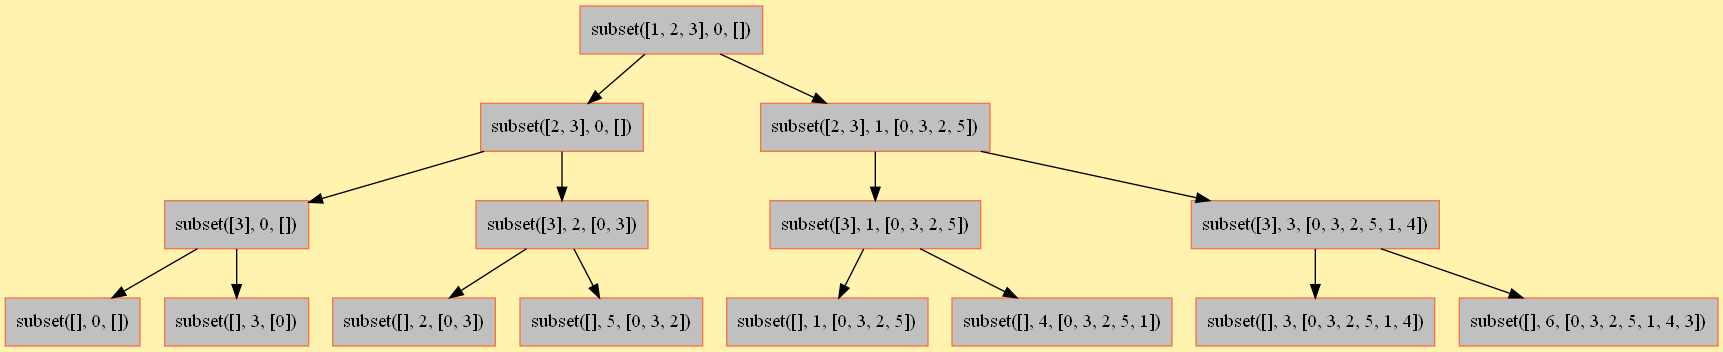 subset([1, 2, 3], 0, [])
subset([2, 3], 0, [])
subset([2, 3], 1, [0, 3, 2, 5])
subset([3], 0, [])
subset([3], 2, [0, 3])
subset([3], 1, [0, 3, 2, 5])
subset([3], 3, [0, 3, 2, 5, 1, 4])
subset([], 0, [])
subset([], 3, [0])
subset([], 2, [0, 3])
subset([], 5, [0, 3, 2])
subset([], 1, [0, 3, 2, 5])
subset([], 4, [0, 3, 2, 5, 1])
subset([], 3, [0, 3, 2, 5, 1, 4])
subset([], 6, [0, 3, 2, 5, 1, 4, 3])